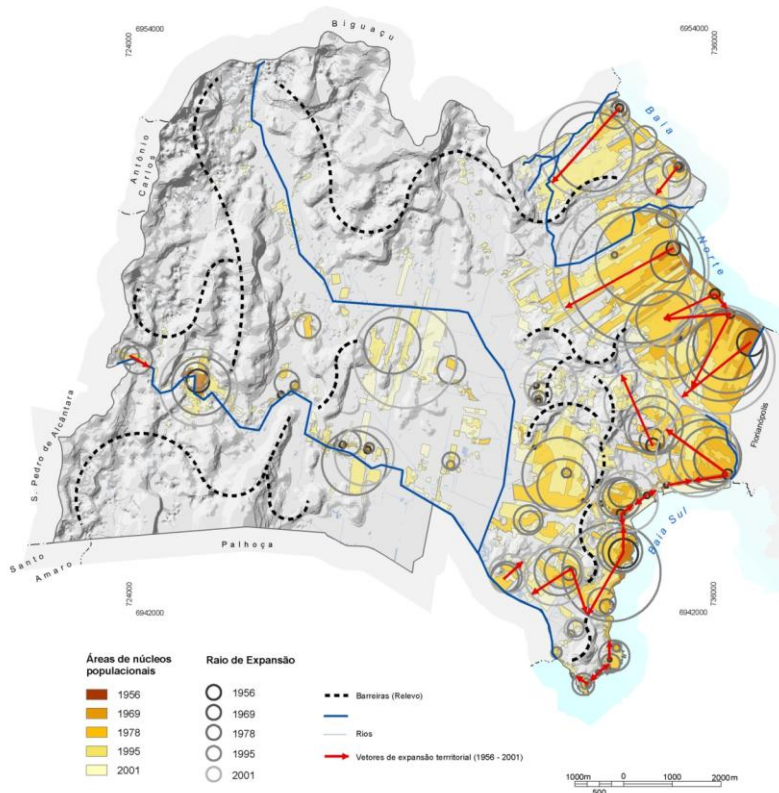 6954000
724000
Biguaçu
6954000
736000
Baía
Norte
Antônio
Carlos
S. Pedro de Alcântara
Florianópolis
Baia Sul
Santo
Amaro
Palhoça
724000
6942000
736000
6942000
Áreas de núcleos
populacionais
1956
1969
1978
1995
2001
Raio de Expansão
1956
1969
1978
1995
2001
Barreiras (Relevo)
Rios
Vetores de expansão terrritorial (1956 - 2001)
1000m 0 1000 2000m
500